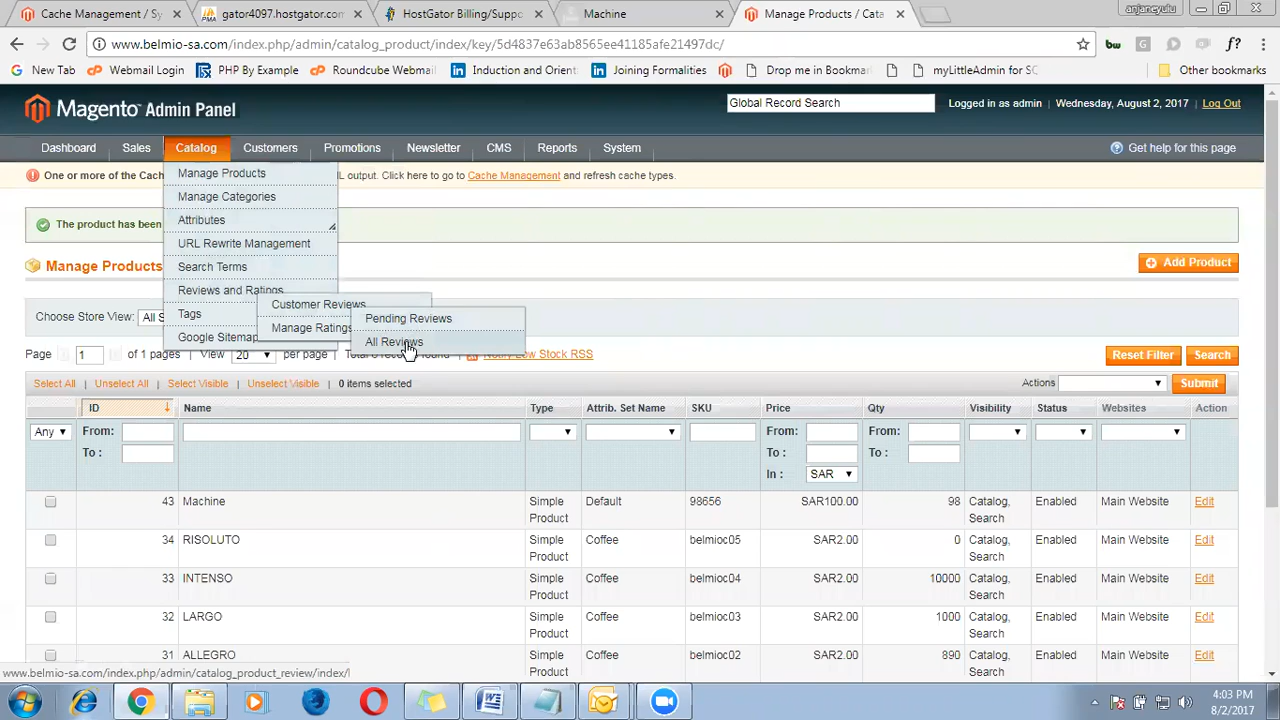 Cache Management / Sy
gator4097.hostgator.com
HostGator Billing/Suppo
Machine
Manage Products / Cata
anjaneyulu
www.belmio-sa.com/index.php/admin/catalog_product/index/key/5d4837e63ab8565ee41185afe21497dc/
New Tab
Webmail Login
PHP By Example
Roundcube Webmail
Induction and Orient
Joining Formalities
Drop me in Bookmark
myLittleAdmin for SQ
Other bookmarks
Magento Admin Panel
Global Record Search
Logged in as admin
Wednesday, August 2, 2017
Log Out
Dashboard
Sales
Catalog
Customers
Promotions
Newsletter
CMS
Reports
System
Get help for this page
One or more of the Cach
TML output. Click here to go to Cache Management and refresh cache types.
Manage Products
Manage Categories
Attributes
URL Rewrite Management
Search Terms
Reviews and Ratings
Tags
Google Sitemap
Customer Reviews
Manage Ratings
Pending Reviews
All Reviews
The product has been
Manage Products
Add Product
Choose Store View: All S
Page 1 of 1 pages
View 20 per page
Notify Low Stock RSS
Reset Filter
Search
Select All
Unselect All
Select Visible
Unselect Visible
0 items selected
Actions
Submit
ID Name Type Attrib. Set Name SKU Price Qty Visibility Status Websites Action
Any From: From: From:
To : To : To :
In : SAR
43 Machine Simple Product Default 98656 SAR100.00 98 Catalog, Search Enabled Main Website Edit
34 RISOLUTO Simple Product Coffee belmioc05 SAR2.00 0 Catalog, Search Enabled Main Website Edit
33 INTENSO Simple Product Coffee belmioc04 SAR2.00 10000 Catalog, Search Enabled Main Website Edit
32 LARGO Simple Product Coffee belmioc03 SAR2.00 1000 Catalog, Search Enabled Main Website Edit
31 ALLEGRO Simple Product Coffee belmioc02 SAR2.00 890 Catalog, Search Enabled Main Website Edit
www.belmio-sa.com/index.php/admin/catalog_product_review/index/l
4:03 PM
8/2/2017